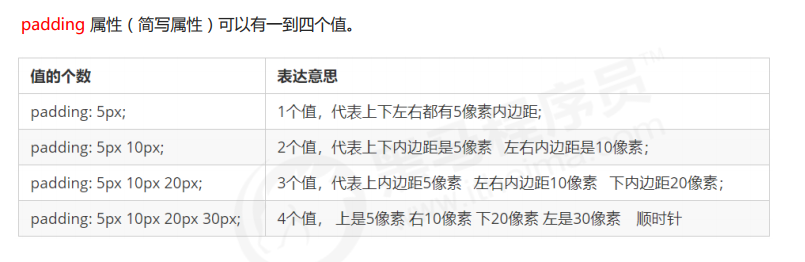 padding 属性（简写属性）可以有一到四个值。
值的个数 表达意思
padding: 5px; 1个值，代表上下左右都有5像素内边距;
padding: 5px 10px; 2个值，代表上下内边距是5像素 左右内边距是10像素；
padding: 5px 10px 20px; 3个值，代表上内边距5像素 左右内边距10像素 下内边距20像素；
padding: 5px 10px 20px 30px; 4个值， 上是5像素 右10像素 下20像素 左是30像素 顺时针
黑马程序员™